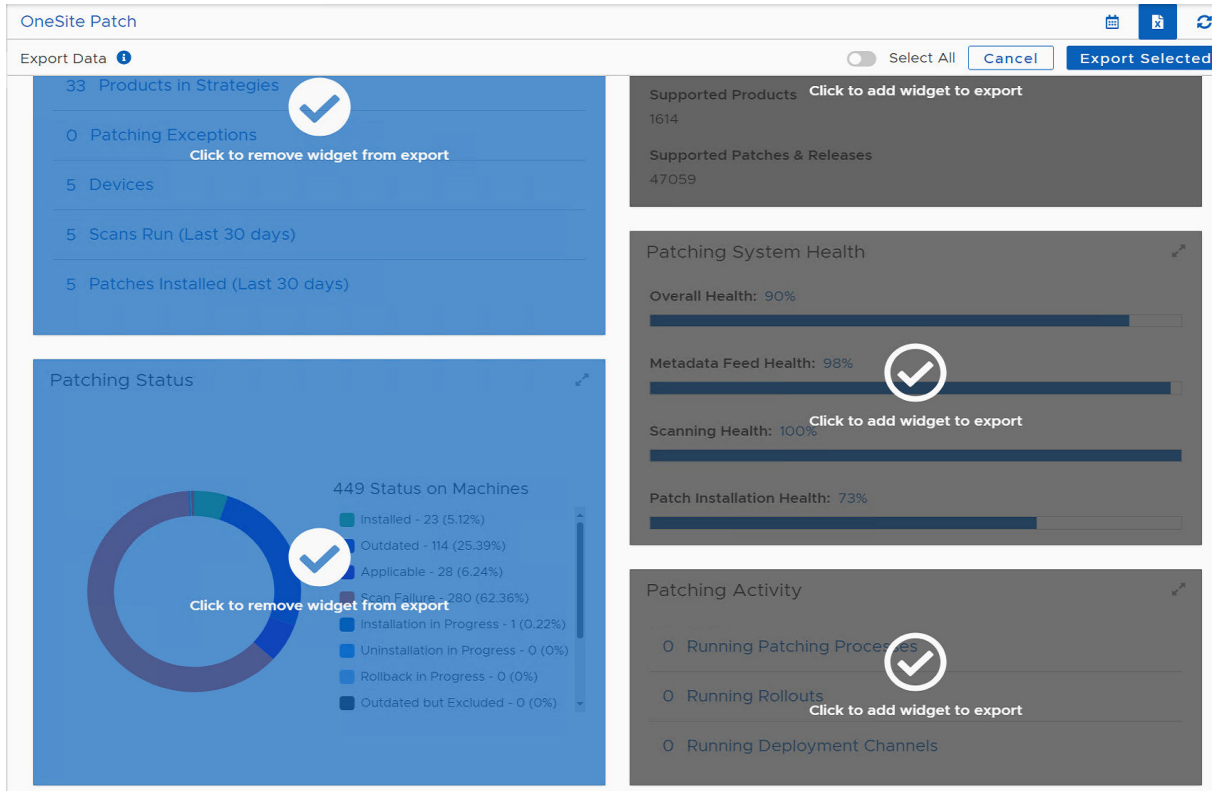 OneSite Patch
Export Data
Select All
Cancel
Export Selected
33 Products in Strategies
0 Patching Exceptions
Click to remove widget from export
5 Devices
5 Scans Run (Last 30 days)
5 Patches Installed (Last 30 days)
Patching Status
449 Status on Machines
Installed - 23 (5.12%)
Outdated - 114 (25.39%)
Applicable - 28 (6.24%)
Scan Failure - 280 (62.36%)
Click to remove widget from export
Installation in Progress - 1 (0.22%)
Uninstallation in Progress - 0 (0%)
Rollback in Progress - 0 (0%)
Outdated but Excluded - 0 (0%)
Click to add widget to export
Supported Products
1614
Supported Patches & Releases
47059
Patching System Health
Overall Health: 90%
Metadata Feed Health: 98%
Click to add widget to export
Scanning Health: 100%
Patch Installation Health: 73%
Patching Activity
0 Running Patching Processes
0 Running Rollouts
Click to add widget to export
0 Running Deployment Channels